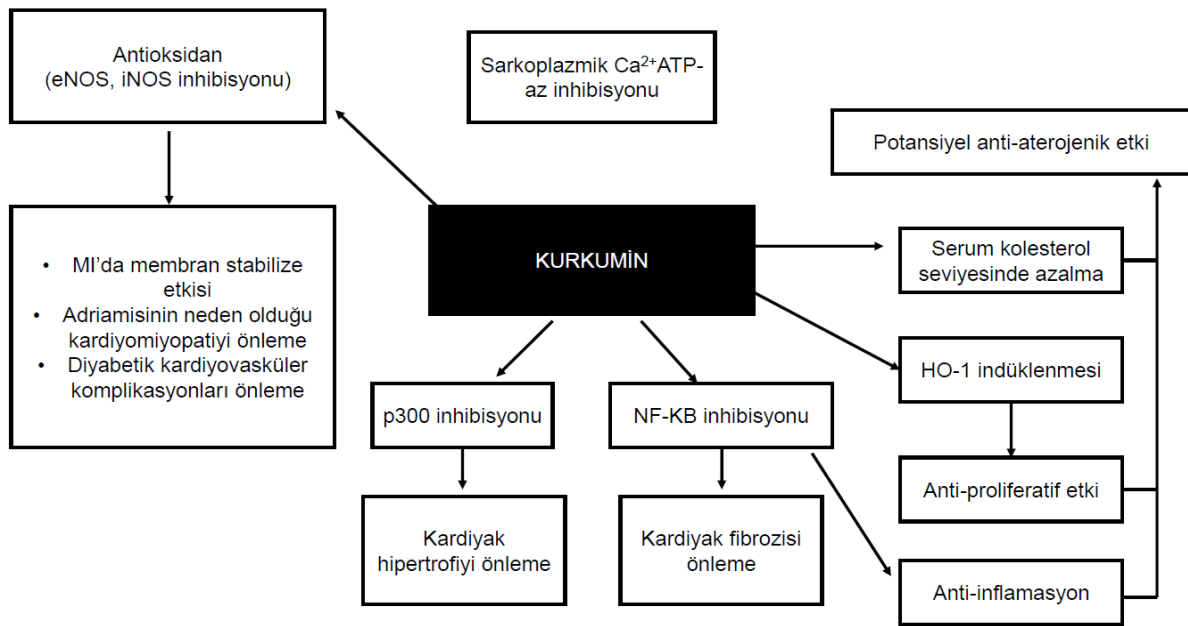 Antioksidan
(eNOS, iNOS inhibisyonu)
Sarkoplazmik Ca²⁺ATP-
az inhibisyonu
Potansiyel anti-aterojenik etki
• MI’da membran stabilize
etkisi
• Adriamisinin neden olduğu
kardiyomiyopatiyi önleme
• Diyabetik kardiyovasküler
komplikasyonları önleme
KURKUMİN
Serum kolesterol
seviyesinde azalma
HO-1 indüklenmesi
p300 inhibisyonu
NF-KB inhibisyonu
Anti-proliferatif etki
Kardiyak
hipertrofiyi önleme
Kardiyak fibrozisi
önleme
Anti-inflamasyon